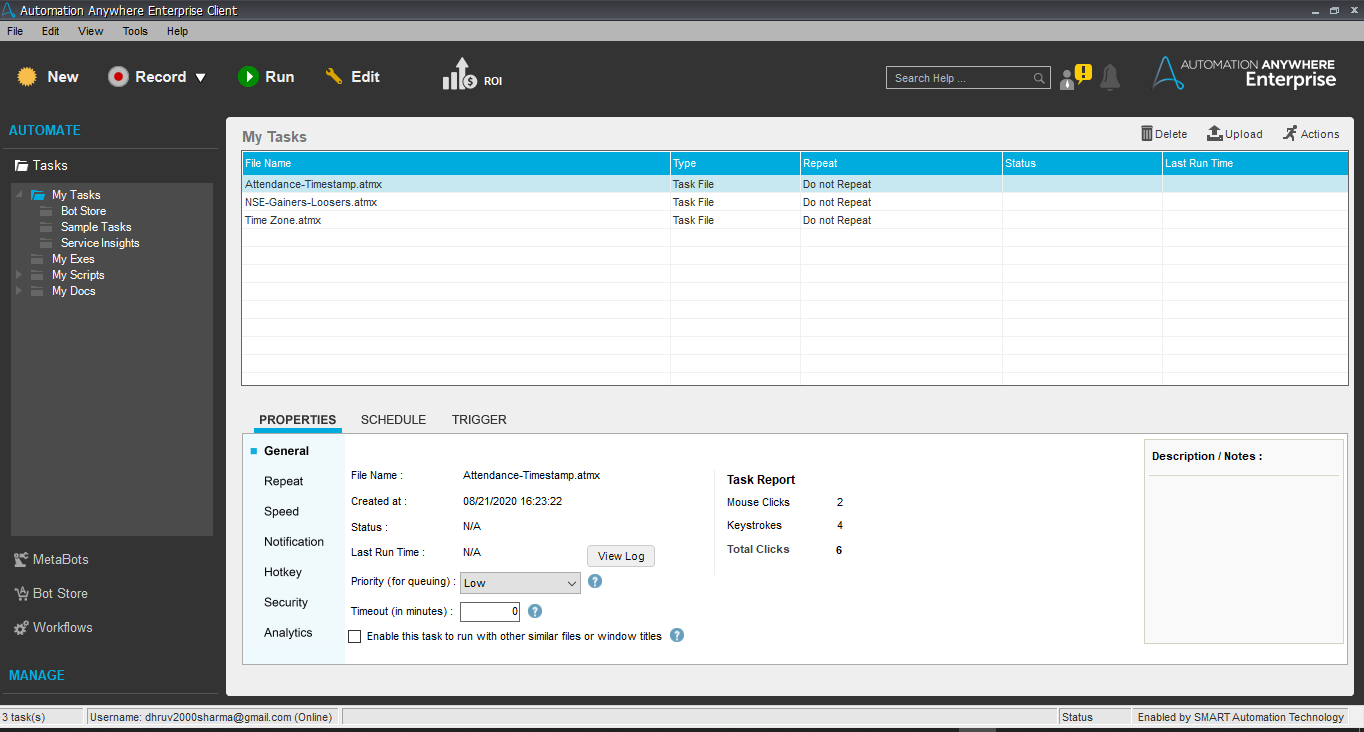 Automation Anywhere Enterprise Client
File Edit View Tools Help
New Record Run Edit ROI
Search Help ...
AUTOMATION ANYWHERE
Enterprise
AUTOMATE
Tasks
My Tasks
Bot Store
Sample Tasks
Service Insights
My Exes
My Scripts
My Docs
MetaBots
Bot Store
Workflows
MANAGE
My Tasks
Delete Upload Actions
File Name Type Repeat Status Last Run Time
Attendance-Timestamp.atmx Task File Do not Repeat
NSE-Gainers-Loosers.atmx Task File Do not Repeat
Time Zone.atmx Task File Do not Repeat
PROPERTIES SCHEDULE TRIGGER
General
Repeat
Speed
Notification
Hotkey
Security
Analytics
File Name : Attendance-Timestamp.atmx
Created at : 08/21/2020 16:23:22
Status : N/A
Last Run Time : N/A
View Log
Priority (for queuing) : Low ?
Timeout (in minutes) : 0 ?
Enable this task to run with other similar files or window titles ?
Task Report
Mouse Clicks 2
Keystrokes 4
Total Clicks 6
Description / Notes :
3 task(s) Username: dhruv2000sharma@gmail.com (Online) Status Enabled by SMART Automation Technology